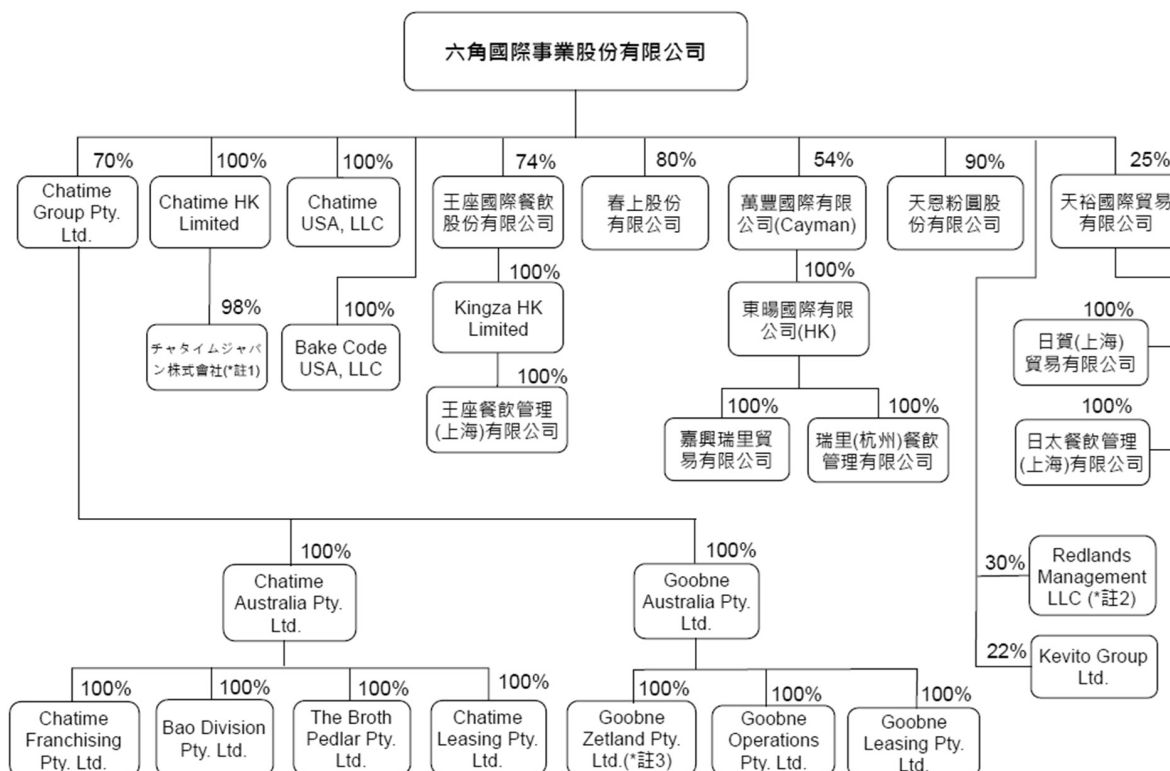 六角國際事業股份有限公司
70%
100%
100%
74%
80%
54%
90%
25%
Chatime
Group Pty.
Ltd.
Chatime HK
Limited
Chatime
USA, LLC
王座國際餐飲
股份有限公司
春上股份
有限公司
萬豐國際有限
公司(Cayman)
天恩粉圓股
份有限公司
天裕國際貿易
有限公司
98%
チャタイムジャパ
ン株式會社(*註1)
100%
Bake Code
USA, LLC
100%
Kingza HK
Limited
100%
王座餐飲管理
(上海)有限公司
100%
東暘國際有限
公司(HK)
100%
嘉興瑞里貿
易有限公司
100%
瑞里(杭州)餐飲
管理有限公司
100%
日賀(上海)
貿易有限公司
100%
日太餐飲管理
(上海)有限公司
30%
Redlands
Management
LLC (*註2)
22%
Kevito Group
Ltd.
100%
Chatime
Australia Pty.
Ltd.
100%
Goobne
Australia Pty.
Ltd.
100%
Chatime
Franchising
Pty. Ltd.
100%
Bao Division
Pty. Ltd.
100%
The Broth
Pedlar Pty.
Ltd.
100%
Chatime
Leasing Pty.
Ltd.
100%
Goobne
Zetland Pty.
Ltd.(*註3)
100%
Goobne
Operations
Pty. Ltd.
100%
Goobne
Leasing Pty.
Ltd.